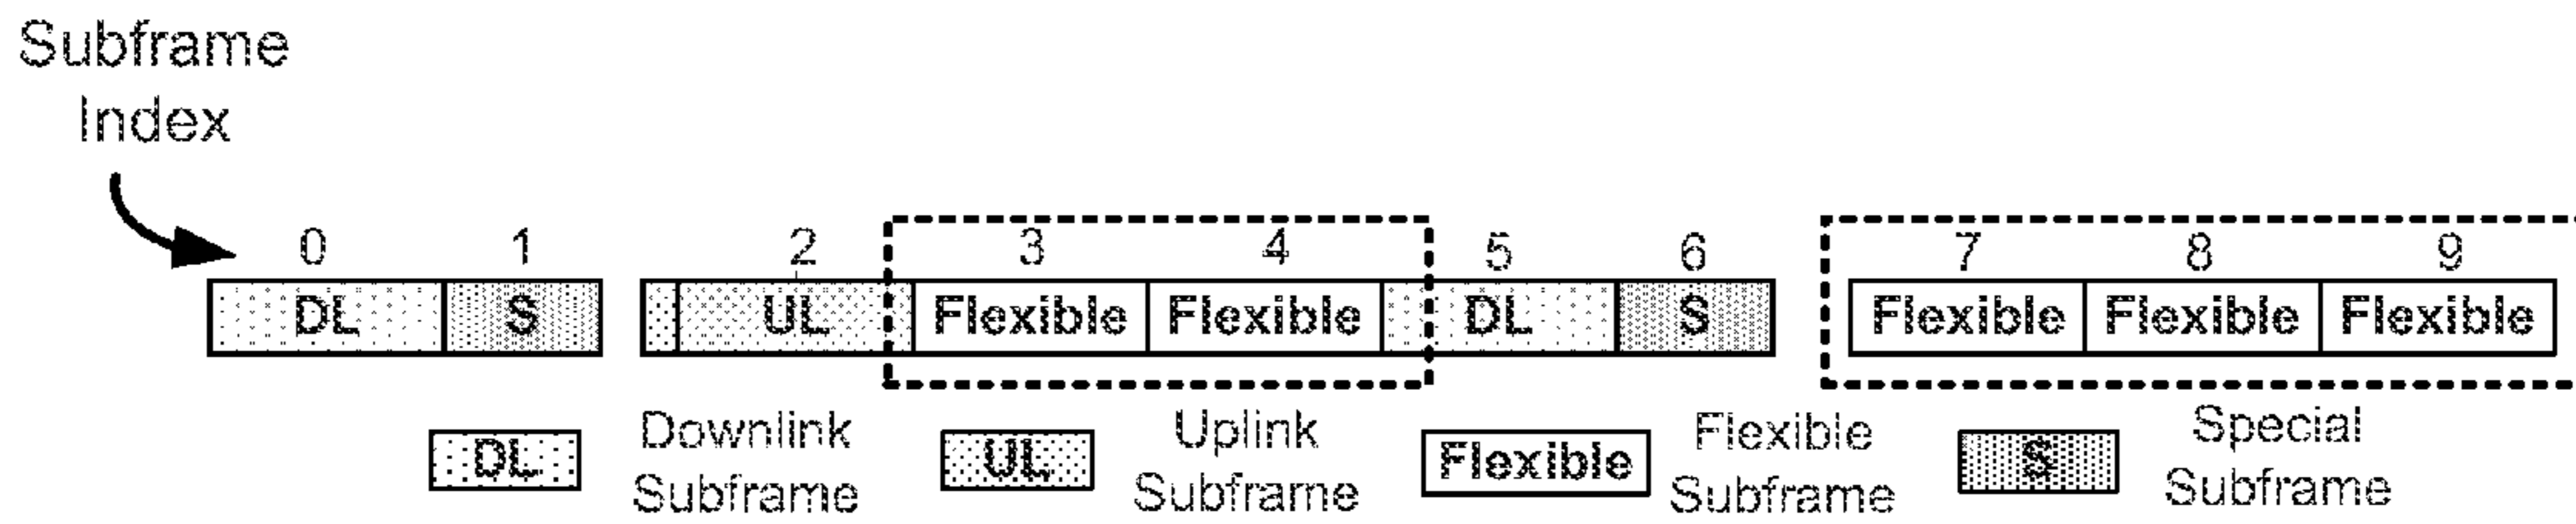 Subframe
Index
0 1 2 3 4 5 6 7 8 9
DL S UL Flexible Flexible DL S Flexible Flexible Flexible
DL Downlink Subframe UL Uplink Subframe Flexible Flexible Subframe S Special Subframe